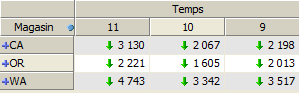 Temps
Magasin 11 10 9
CA 3 130 2 067 2 198
OR 2 221 1 605 2 013
WA 4 743 3 342 3 517